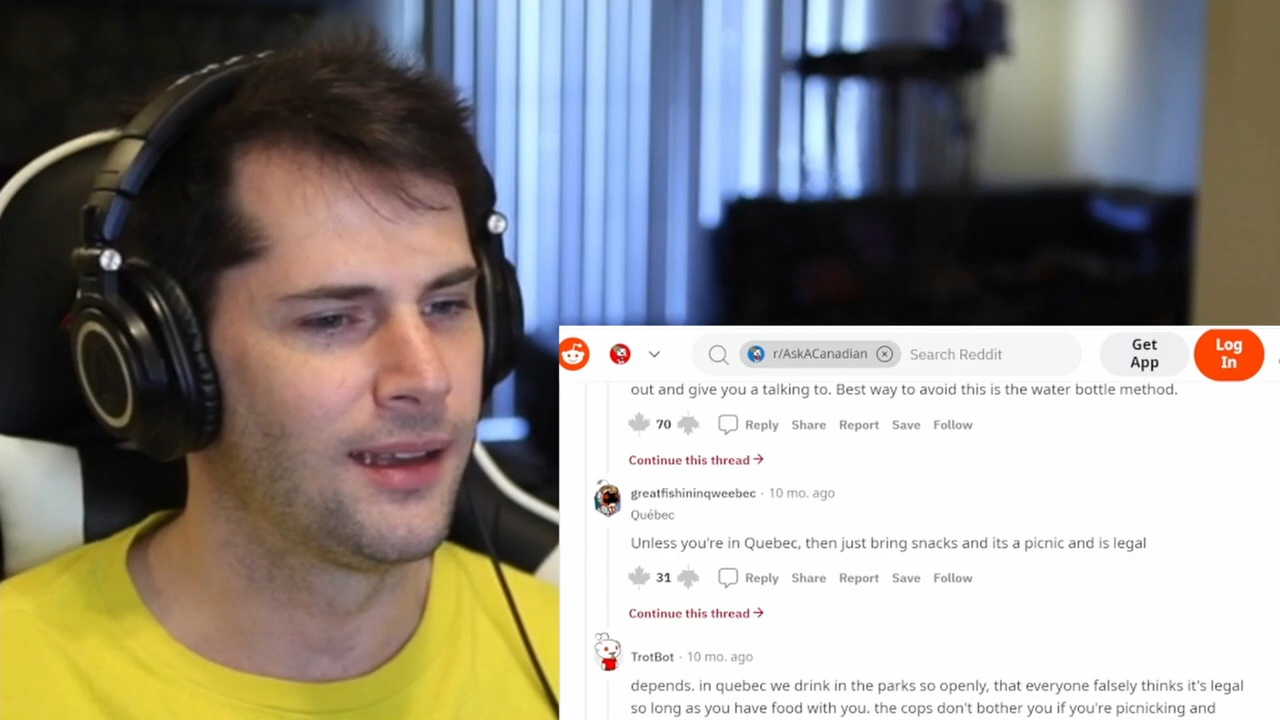 r/AskACanadian
Search Reddit
Get App
Log In
out and give you a talking to. Best way to avoid this is the water bottle method.
70 Reply Share Report Save Follow
Continue this thread
greatfishininqweebec · 10 mo. ago
Québec
Unless you're in Quebec, then just bring snacks and its a picnic and is legal
31 Reply Share Report Save Follow
Continue this thread
TrotBot · 10 mo. ago
depends. in quebec we drink in the parks so openly, that everyone falsely thinks it's legal
so long as you have food with you. the cops don't bother you if you're picnicking and